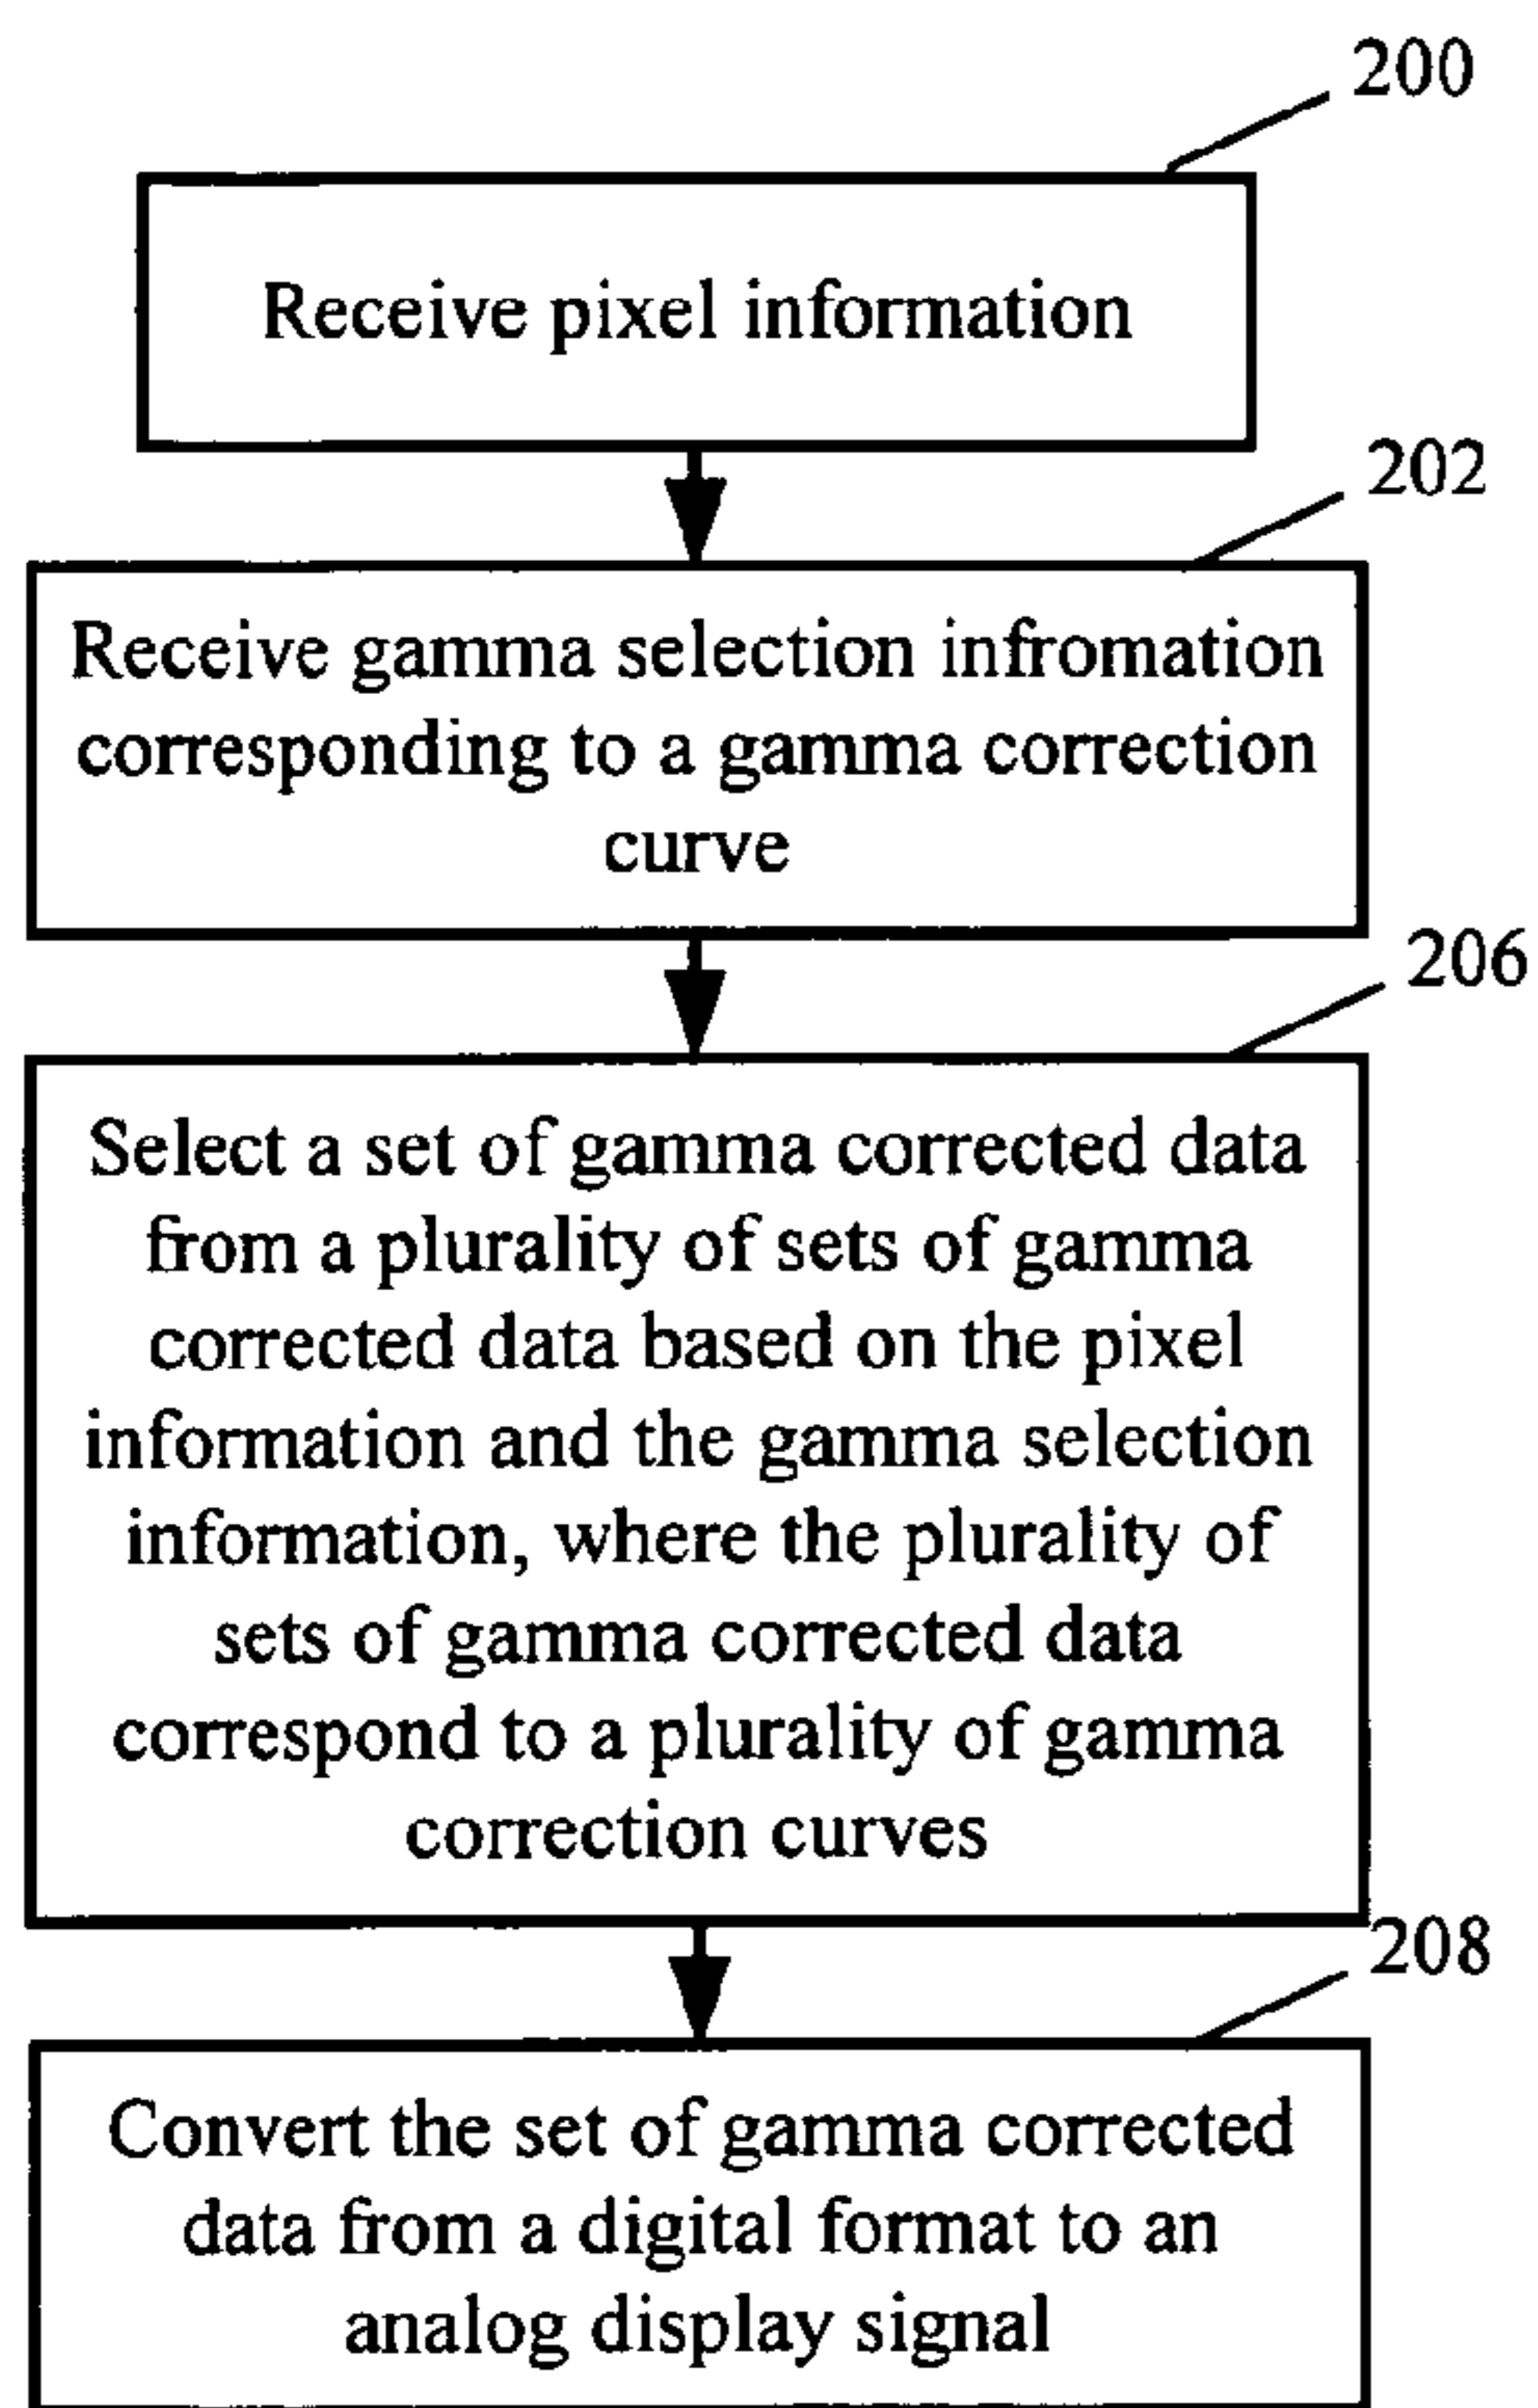 200
Receive pixel information
202
Receive gamma selection infromation
corresponding to a gamma correction
curve
206
Select a set of gamma corrected data
from a plurality of sets of gamma
corrected data based on the pixel
information and the gamma selection
information, where the plurality of
sets of gamma corrected data
correspond to a plurality of gamma
correction curves
208
Convert the set of gamma corrected
data from a digital format to an
analog display signal